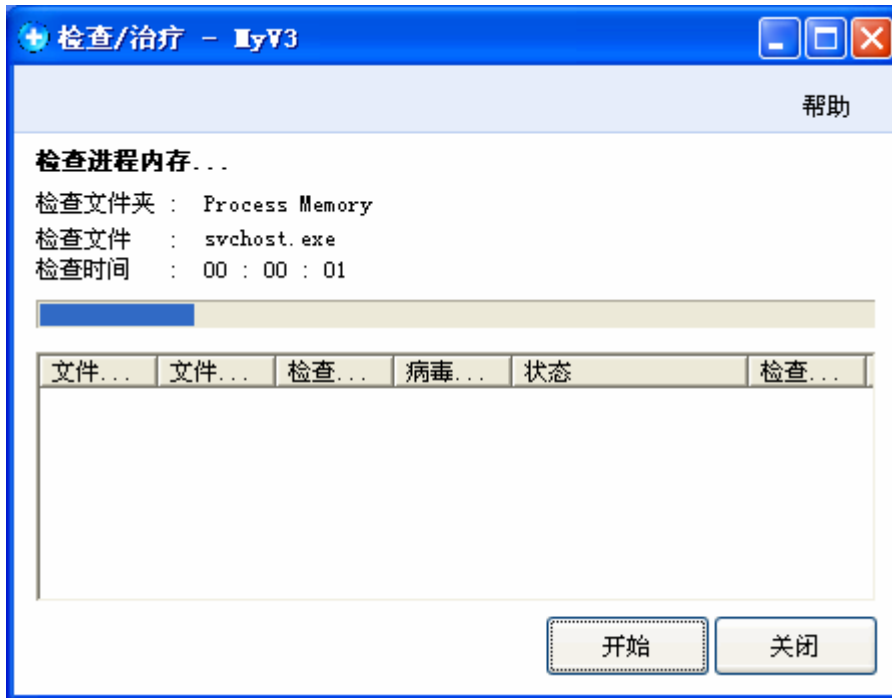 检查/治疗 - MyV3
帮助
检查进程内存...
检查文件夹 : Process Memory
检查文件 : svchost.exe
检查时间 : 00 : 00 : 01
文件... 文件... 检查... 病毒... 状态 检查...
开始 关闭